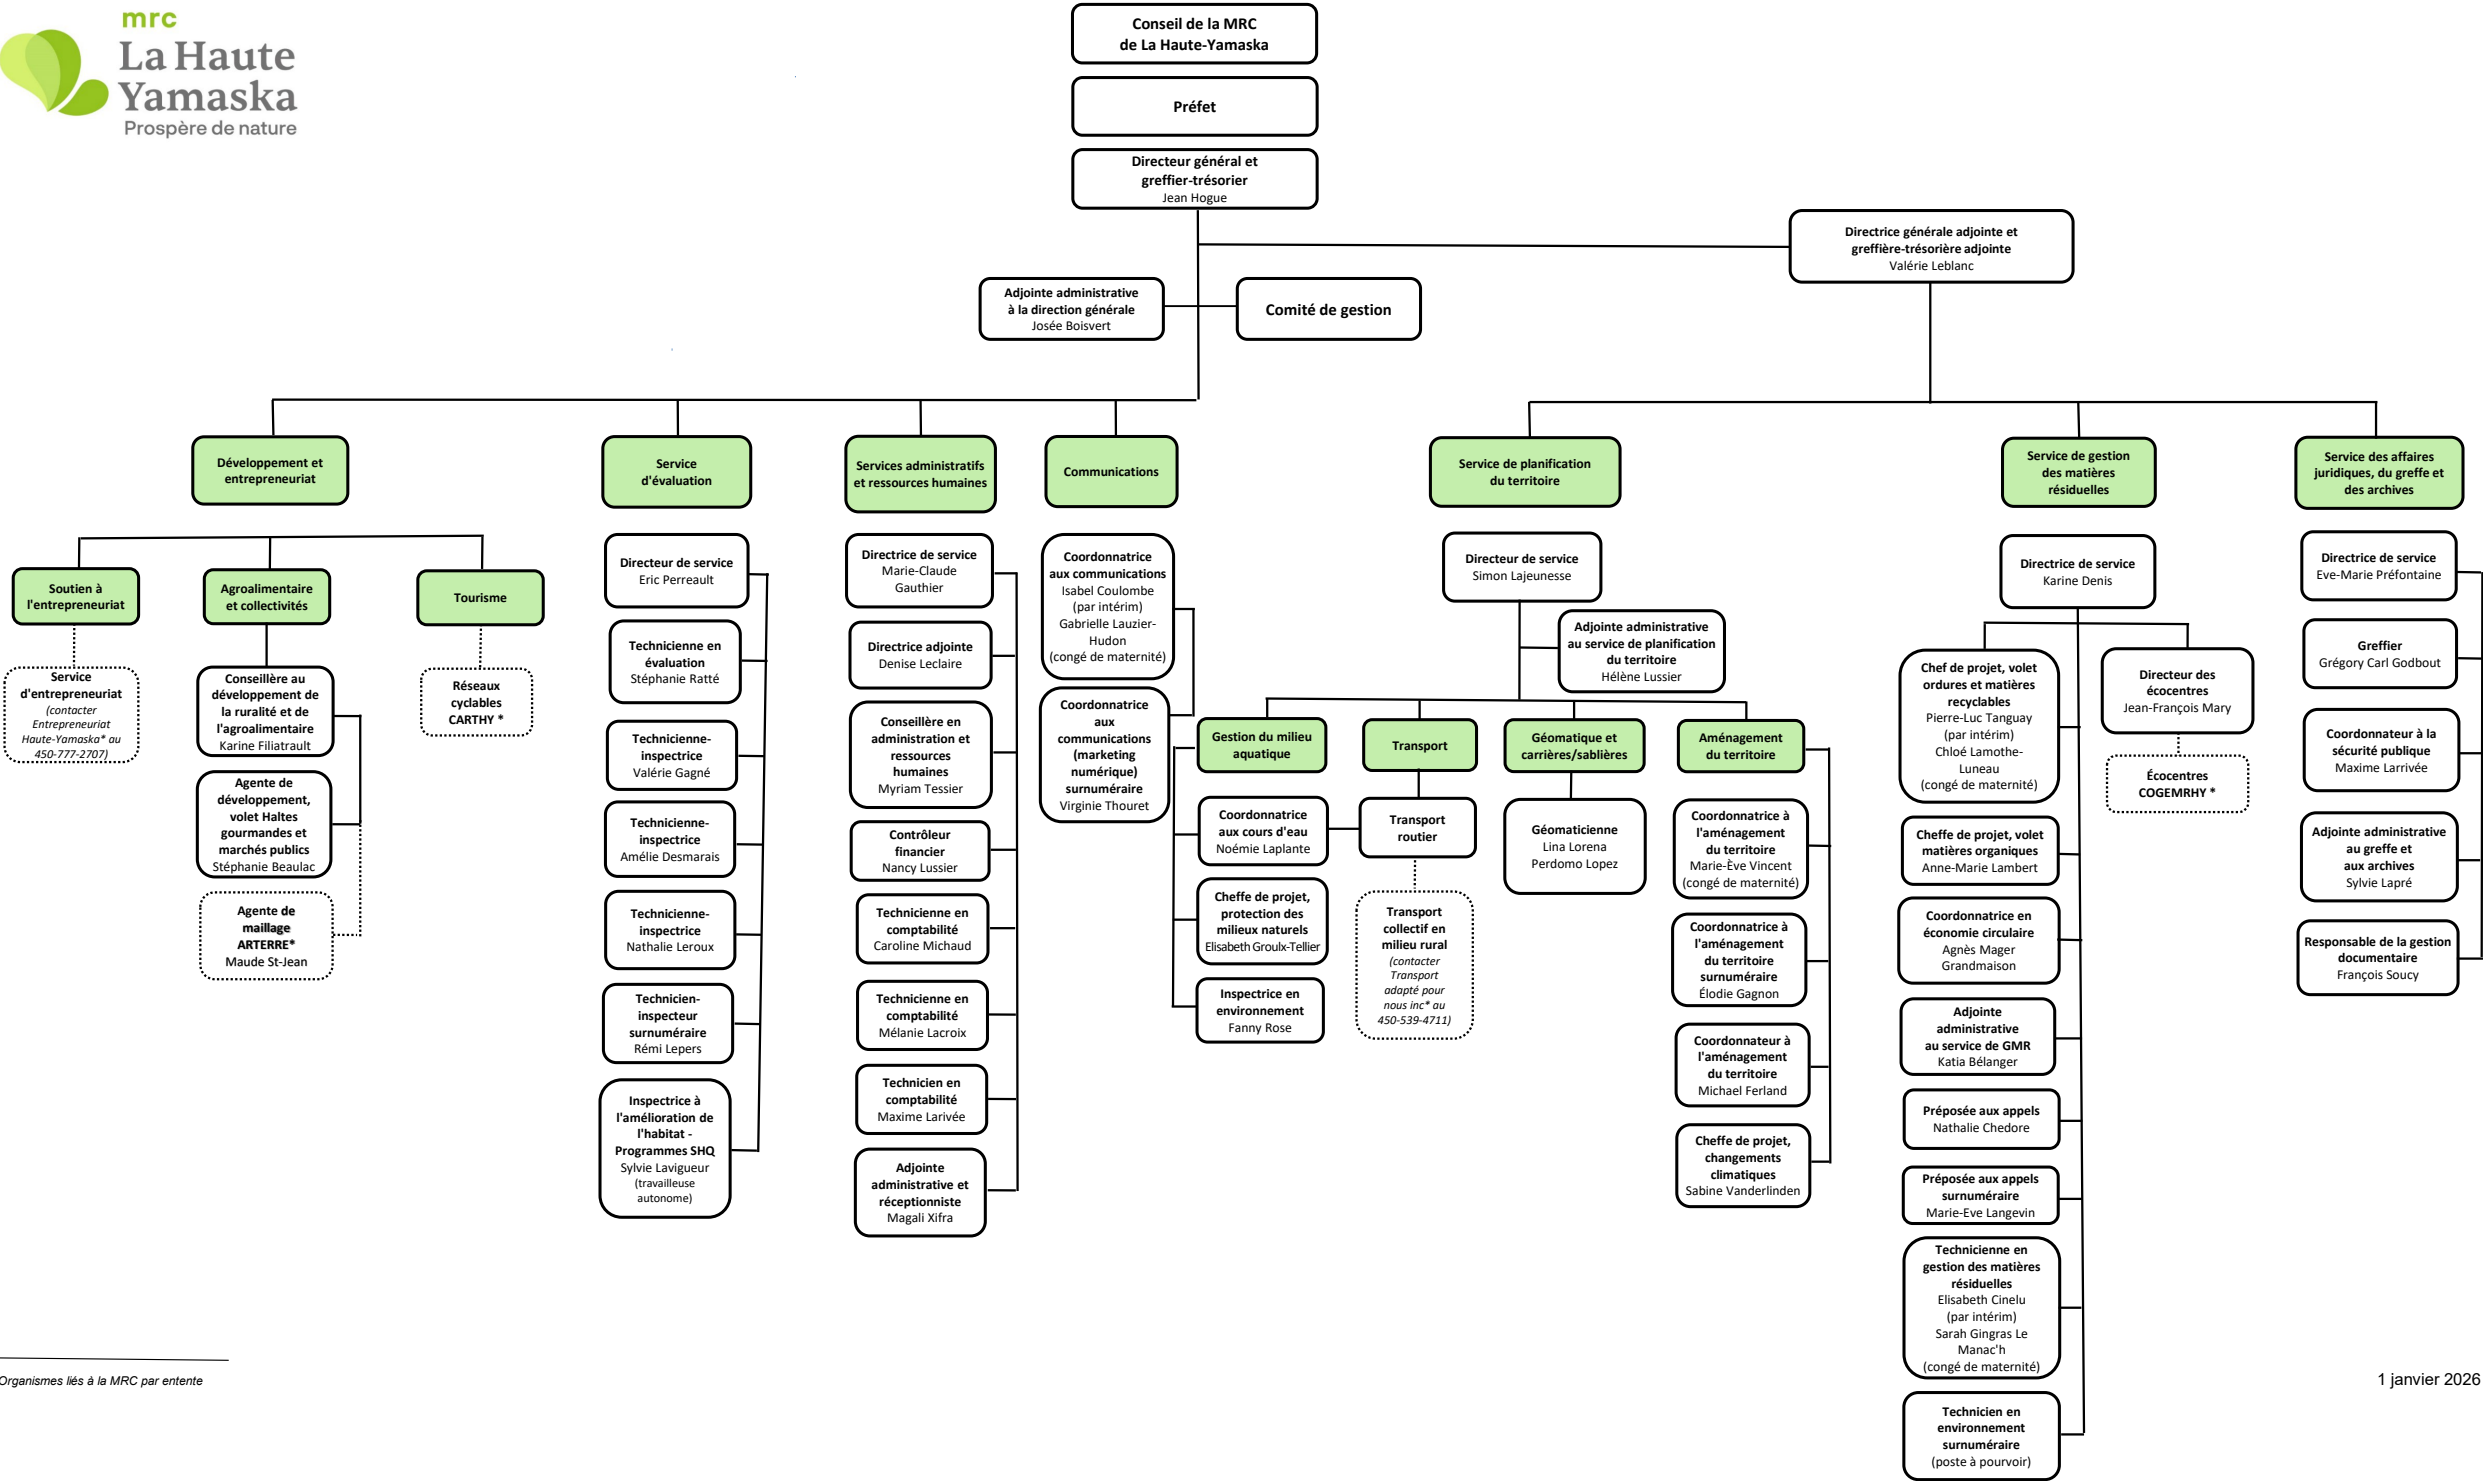 mrc
La Haute
Yamaska
Prospère de nature
Conseil de la MRC
de La Haute-Yamaska
Préfet
Directeur général et
greffier-trésorier
Jean Hogue
Directrice générale adjointe et
greffière-trésorière adjointe
Valérie Leblanc
Adjointe administrative
à la direction générale
Josée Boisvert
Comité de gestion
Développement et
entrepreneuriat
Soutien à
l'entrepreneuriat
Service
d'entrepreneuriat
(contacter
Entrepreneuriat
Haute-Yamaska* au
450-777-2707)
Agroalimentaire
et collectivités
Conseillère au
développement de
la ruralité et de
l'agroalimentaire
Karine Filiatrault
Agente de
développement,
volet Haltes
gourmandes et
marchés publics
Stéphanie Beaulac
Agente de
maillage
ARTERRE*
Maude St-Jean
Tourisme
Réseaux
cyclables
CARTHY *
Service
d'évaluation
Directeur de service
Eric Perreault
Technicienne en
évaluation
Stéphanie Ratté
Technicienne-
inspectrice
Valérie Gagné
Technicienne-
inspectrice
Amélie Desmarais
Technicienne-
inspectrice
Nathalie Leroux
Technicien-
inspecteur
surnuméraire
Rémi Lepers
Inspectrice à
l'amélioration de
l'habitat -
Programmes SHQ
Sylvie Lavigueur
(travailleuse
autonome)
Services administratifs
et ressources humaines
Directrice de service
Marie-Claude
Gauthier
Directrice adjointe
Denise Leclaire
Conseillère en
administration et
ressources
humaines
Myriam Tessier
Contrôleur
financier
Nancy Lussier
Technicienne en
comptabilité
Caroline Michaud
Technicienne en
comptabilité
Mélanie Lacroix
Technicien en
comptabilité
Maxime Larivée
Adjointe
administrative et
réceptionniste
Magali Xifra
Communications
Coordonnatrice
aux communications
Isabel Coulombe
(par intérim)
Gabrielle Lauzier-
Hudon
(congé de maternité)
Coordonnatrice
aux
communications
(marketing
numérique)
surnuméraire
Virginie Thouret
Service de planification
du territoire
Directeur de service
Simon Lajeunesse
Adjointe administrative
au service de planification
du territoire
Hélène Lussier
Gestion du milieu
aquatique
Coordonnatrice
aux cours d'eau
Noémie Laplante
Cheffe de projet,
protection des
milieux naturels
Elisabeth Groulx-Tellier
Inspectrice en
environnement
Fanny Rose
Transport
Transport
routier
Transport
collectif en
milieu rural
(contacter
Transport
adapté pour
nous inc* au
450-539-4711)
Géomatique et
carrières/sablières
Géomaticienne
Lina Lorena
Perdomo Lopez
Aménagement
du territoire
Coordonnatrice à
l'aménagement
du territoire
Marie-Ève Vincent
(congé de maternité)
Coordonnatrice à
l'aménagement
du territoire
surnuméraire
Élodie Gagnon
Coordonnateur à
l'aménagement
du territoire
Michael Ferland
Cheffe de projet,
changements
climatiques
Sabine Vanderlinden
Service de gestion
des matières
résiduelles
Directrice de service
Karine Denis
Chef de projet, volet
ordures et matières
recyclables
Pierre-Luc Tanguay
(par intérim)
Chloé Lamothe-
Luneau
(congé de maternité)
Cheffe de projet, volet
matières organiques
Anne-Marie Lambert
Coordonnatrice en
économie circulaire
Agnès Mager
Grandmaison
Adjointe
administrative
au service de GMR
Katia Bélanger
Préposée aux appels
Nathalie Chedore
Préposée aux appels
surnuméraire
Marie-Eve Langevin
Technicienne en
gestion des matières
résiduelles
Elisabeth Cinelu
(par intérim)
Sarah Gingras Le
Manac'h
(congé de maternité)
Technicien en
environnement
surnuméraire
(poste à pourvoir)
Directeur des
écocentres
Jean-François Mary
Écocentres
COGEMRHY *
Service des affaires
juridiques, du greffe et
des archives
Directrice de service
Eve-Marie Préfontaine
Greffier
Grégory Carl Godbout
Coordonnateur à la
sécurité publique
Maxime Larrivée
Adjointe administrative
au greffe et
aux archives
Sylvie Lapré
Responsable de la gestion
documentaire
François Soucy
Organismes liés à la MRC par entente
1 janvier 2026